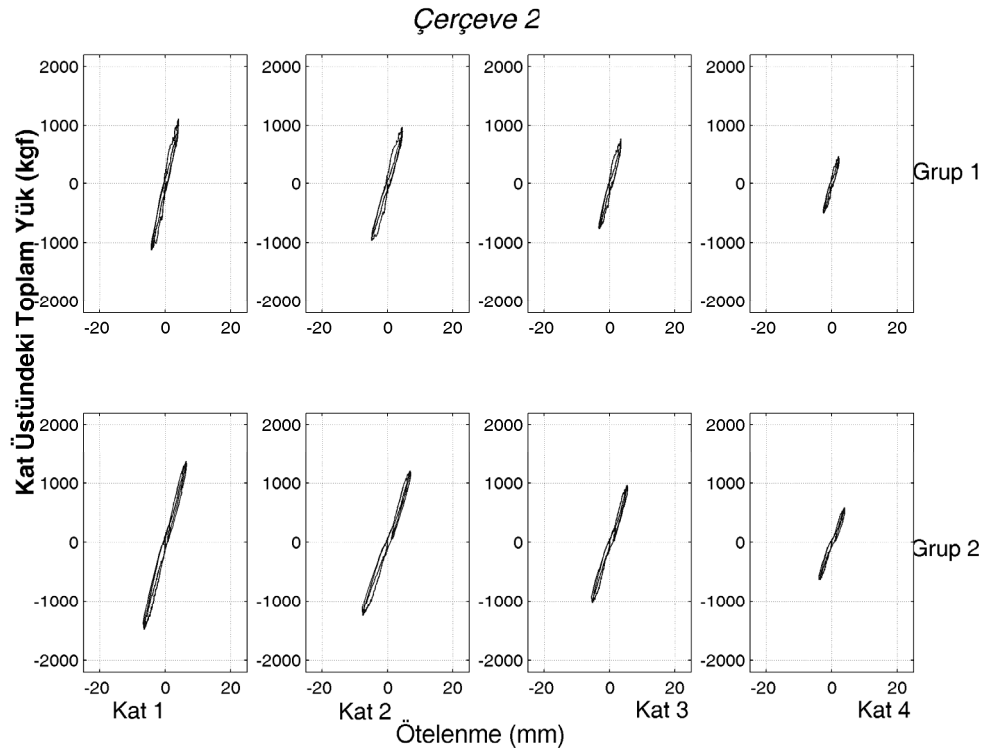 Çerçeve 2
Kat Üstündeki Toplam Yük (kgf)
2000 2000 2000 2000
1000 1000 1000 1000
0 0 0 0
Grup 1
-1000 -1000 -1000 -1000
-2000 -2000 -2000 -2000
-20 0 20 -20 0 20 -20 0 20 -20 0 20
2000 2000 2000 2000
1000 1000 1000 1000
0 0 0 0
Grup 2
-1000 -1000 -1000 -1000
-2000 -2000 -2000 -2000
-20 0 20 -20 0 20 -20 0 20 -20 0 20
Kat 1 Kat 2 Kat 3 Kat 4
Ötelenme (mm)